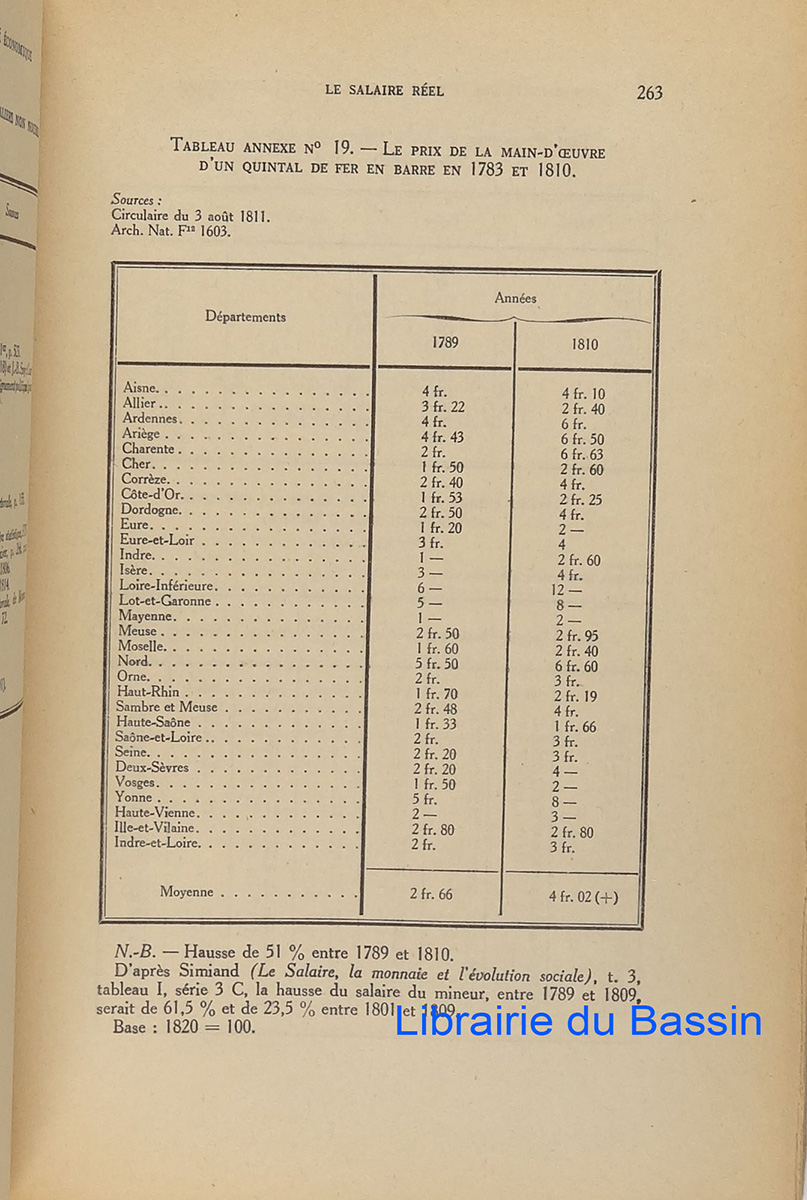 É ÉCONOMIQUE
Sources
LE SALAIRE RÉEL 263
TABLEAU ANNEXE Nº 19. — LE PRIX DE LA MAIN-D'ŒUVRE
D'UN QUINTAL DE FER EN BARRE EN 1783 ET 1810.
Sources :
Circulaire du 3 août 1811.
Arch. Nat. F¹² 1603.
Départements Années
1789 1810
Aisne. 4 fr. 4 fr. 10
Allier.. 3 fr. 22 2 fr. 40
Ardennes. 4 fr. 6 fr.
Ariège . 4 fr. 43 6 fr. 50
Charente . 2 fr. 6 fr. 63
Cher. 1 fr. 50 2 fr. 60
Corrèze. 2 fr. 40 4 fr.
Côte-d'Or. 1 fr. 53 2 fr. 25
Dordogne. 2 fr. 50 4 fr.
Eure. 1 fr. 20 2 —
Eure-et-Loir . 3 fr. 4
Indre. 1 — 2 fr. 60
Isère. 3 — 4 fr.
Loire-Inférieure. 6 — 12 —
Lot-et-Garonne . 5 — 8 —
Mayenne. 1 — 2 —
Meuse . 2 fr. 50 2 fr. 95
Moselle. 1 fr. 60 2 fr. 40
Nord. 5 fr. 50 6 fr. 60
Orne. 2 fr. 3 fr.
Haut-Rhin . 1 fr. 70 2 fr. 19
Sambre et Meuse . 2 fr. 48 4 fr.
Haute-Saône . 1 fr. 33 1 fr. 66
Saône-et-Loire .. 2 fr. 3 fr.
Seine. 2 fr. 20 3 fr.
Deux-Sèvres . 2 fr. 20 4 —
Vosges. 1 fr. 50 2 —
Yonne . 5 fr. 8 —
Haute-Vienne. 2 — 3 —
Ille-et-Vilaine. 2 fr. 80 2 fr. 80
Indre-et-Loire. 2 fr. 3 fr.
Moyenne . 2 fr. 66 4 fr. 02 (+)
N.-B. — Hausse de 51 % entre 1789 et 1810.
D'après Simiand (Le Salaire, la monnaie et l'évolution sociale), t. 3,
tableau I, série 3 C, la hausse du salaire du mineur, entre 1789 et 1809,
serait de 61,5 % et de 23,5 % entre 1801 et 1809.
Base : 1820 = 100.
Librairie du Bassin